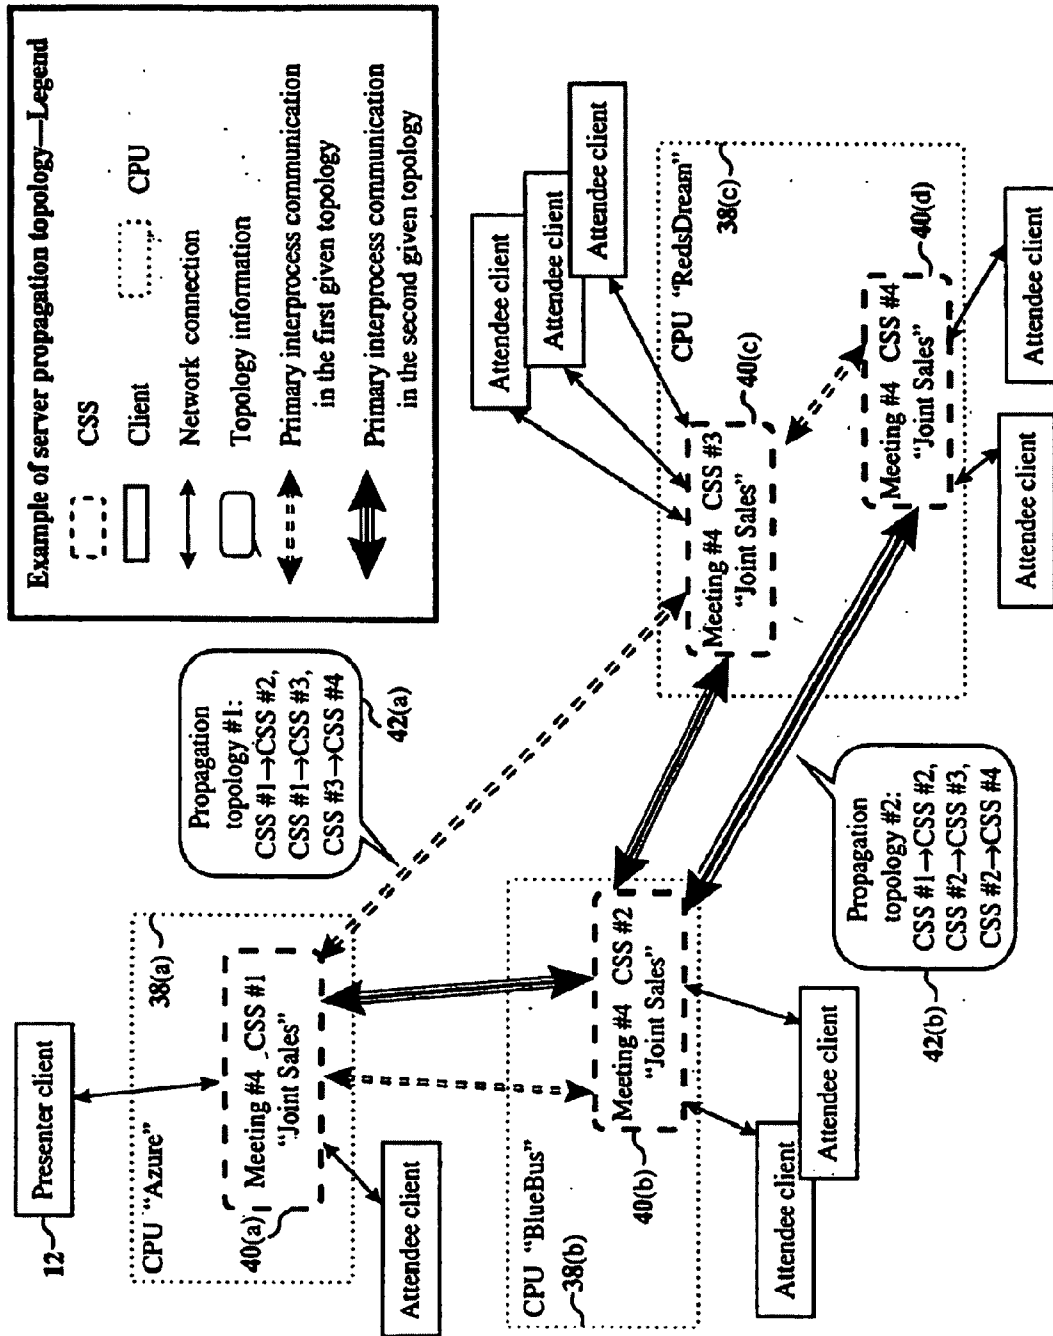 Example of server propagation topology—Legend
CSS
CPU
Client
Network connection
Topology information
Primary interprocess communication
in the first given topology
Primary interprocess communication
in the second given topology
12
Presenter client
CPU “Azure”
38(a)
40(a)
Meeting #4 CSS #1
“Joint Sales”
Attendee client
Propagation
topology #1:
CSS #1→CSS #2,
CSS #1→CSS #3,
CSS #3→CSS #4
42(a)
CPU “BlueBus”
38(b)
40(b)
Meeting #4 CSS #2
“Joint Sales”
Attendee client
Attendee client
42(b)
Propagation
topology #2:
CSS #1→CSS #2,
CSS #2→CSS #3,
CSS #2→CSS #4
Attendee client
Attendee client
Attendee client
CPU “RedsDream”
38(c)
40(c)
Meeting #4 CSS #3
“Joint Sales”
40(d)
Meeting #4 CSS #4
“Joint Sales”
Attendee client
Attendee client